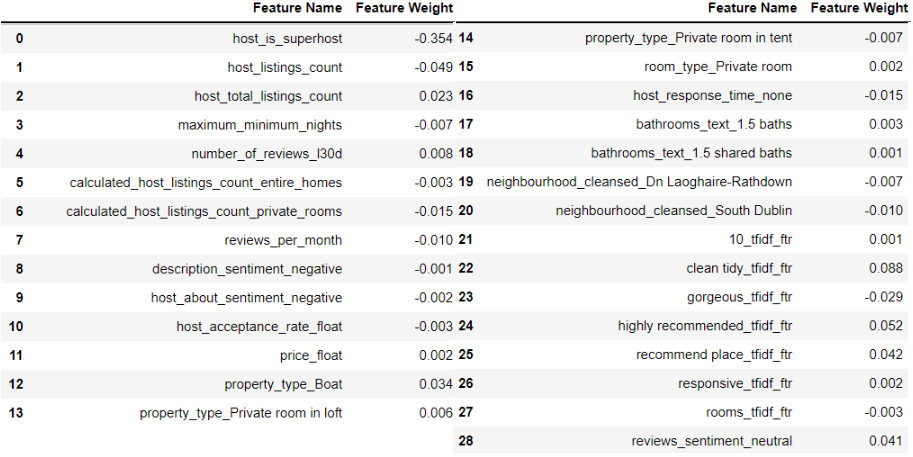 Feature Name Feature Weight
0 host_is_superhost -0.354
1 host_listings_count -0.049
2 host_total_listings_count 0.023
3 maximum_minimum_nights -0.007
4 number_of_reviews_l30d 0.008
5 calculated_host_listings_count_entire_homes -0.003
6 calculated_host_listings_count_private_rooms -0.015
7 reviews_per_month -0.010
8 description_sentiment_negative -0.001
9 host_about_sentiment_negative -0.002
10 host_acceptance_rate_float -0.003
11 price_float 0.002
12 property_type_Boat 0.034
13 property_type_Private room in loft 0.006
Feature Name Feature Weight
14 property_type_Private room in tent -0.007
15 room_type_Private room 0.002
16 host_response_time_none -0.015
17 bathrooms_text_1.5 baths 0.003
18 bathrooms_text_1.5 shared baths 0.001
19 neighbourhood_cleansed_Dn Laoghaire-Rathdown -0.007
20 neighbourhood_cleansed_South Dublin -0.010
21 10_tfidf_ftr 0.001
22 clean tidy_tfidf_ftr 0.088
23 gorgeous_tfidf_ftr -0.029
24 highly recommended_tfidf_ftr 0.052
25 recommend place_tfidf_ftr 0.042
26 responsive_tfidf_ftr 0.002
27 rooms_tfidf_ftr -0.003
28 reviews_sentiment_neutral 0.041